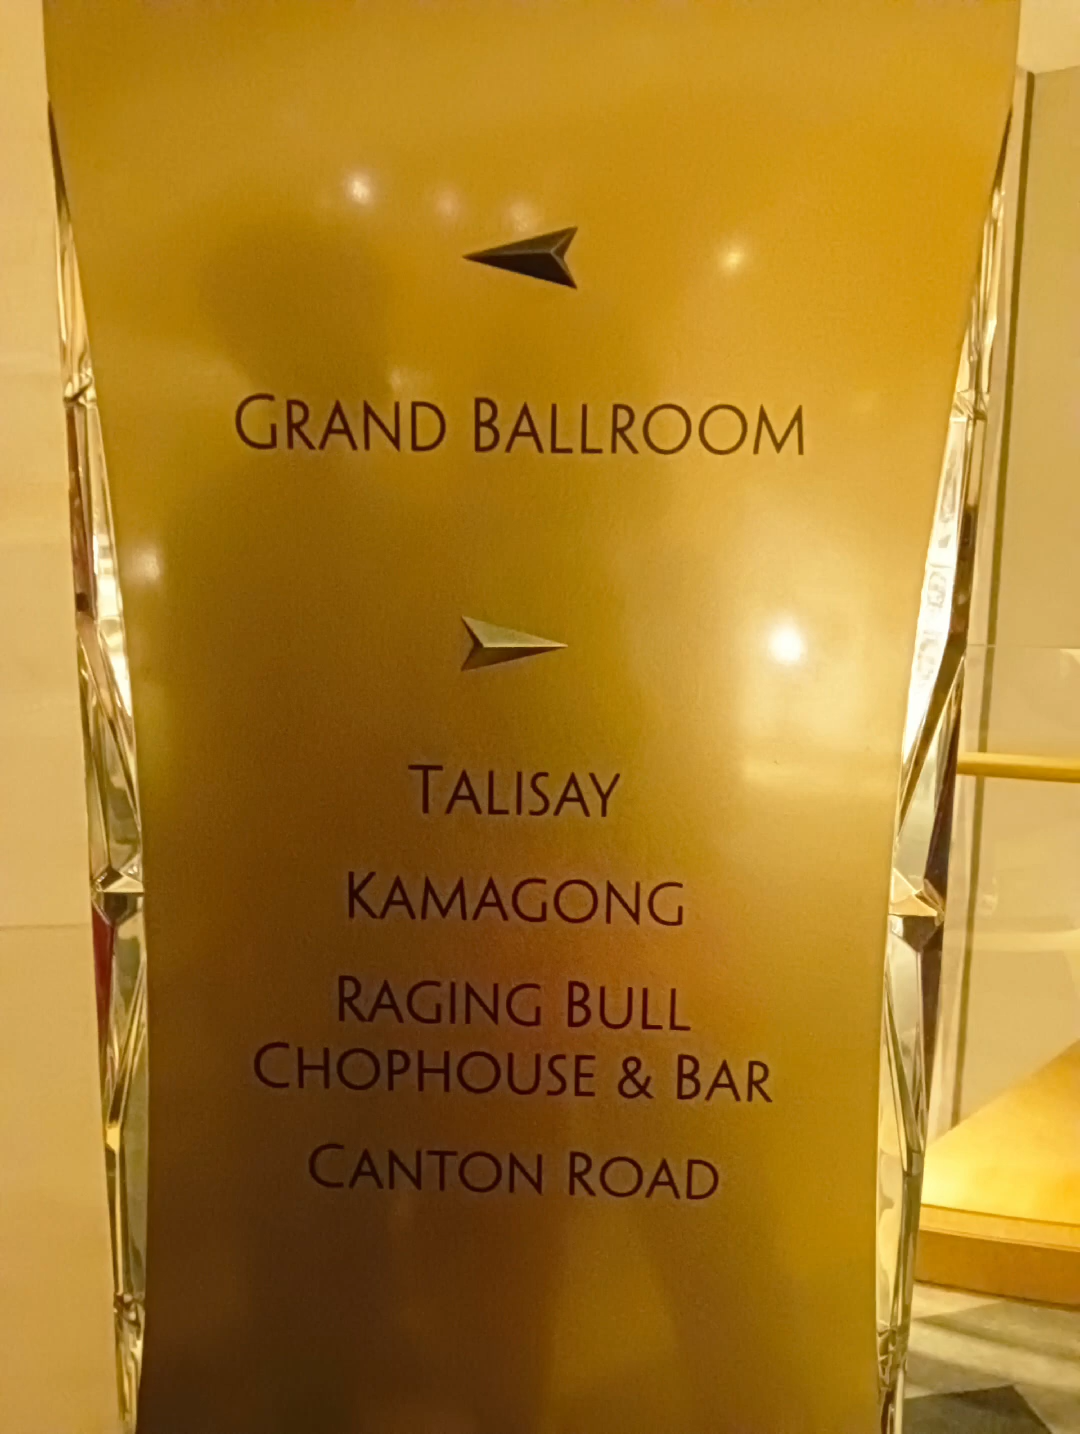 GRAND BALLROOM
TALISAY
KAMAGONG
RAGING BULL
CHOPHOUSE & BAR
CANTON ROAD